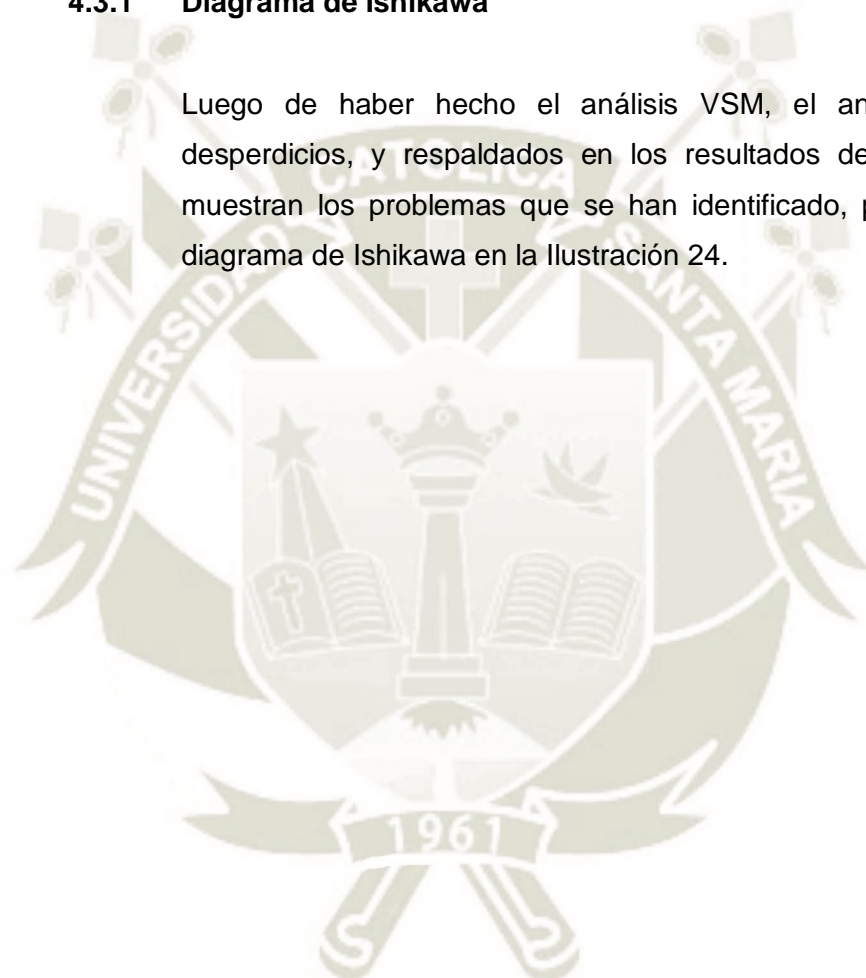 4.3.1 Diagrama de Ishikawa
Luego de haber hecho el análisis VSM, el
desperdicios, y respaldados en los resultados
muestran los problemas que se han identificado,
diagrama de Ishikawa en la Ilustración 24.
UNIVERSIDAD CATOLICA SANTA MARIA
1961